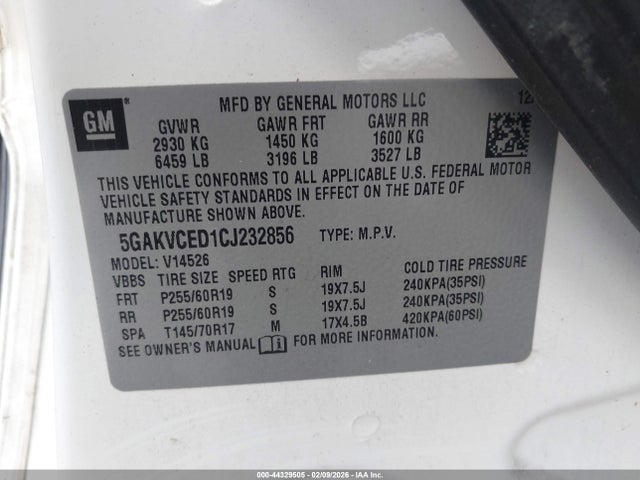 GM
MFD BY GENERAL MOTORS LLC
GVWR GAWR FRT GAWR RR
2930 KG 1450 KG 1600 KG
6459 LB 3196 LB 3527 LB
THIS VEHICLE CONFORMS TO ALL APPLICABLE U.S. FEDERAL MOTOR
VEHICLE SAFETY STANDARDS IN EFFECT ON THE DATE OF
MANUFACTURE SHOWN ABOVE.
5GAKVCED1CJ232856 TYPE: M.P.V.
MODEL: V14526
VBBS TIRE SIZE SPEED RTG RIM COLD TIRE PRESSURE
FRT P255/60R19 S 19X7.5J 240KPA(35PSI)
RR P255/60R19 S 19X7.5J 240KPA(35PSI)
SPA T145/70R17 M 17X4.5B 420KPA(60PSI)
SEE OWNER'S MANUAL FOR MORE INFORMATION.
000-44329505 - 02/09/2026 - IAA Inc.